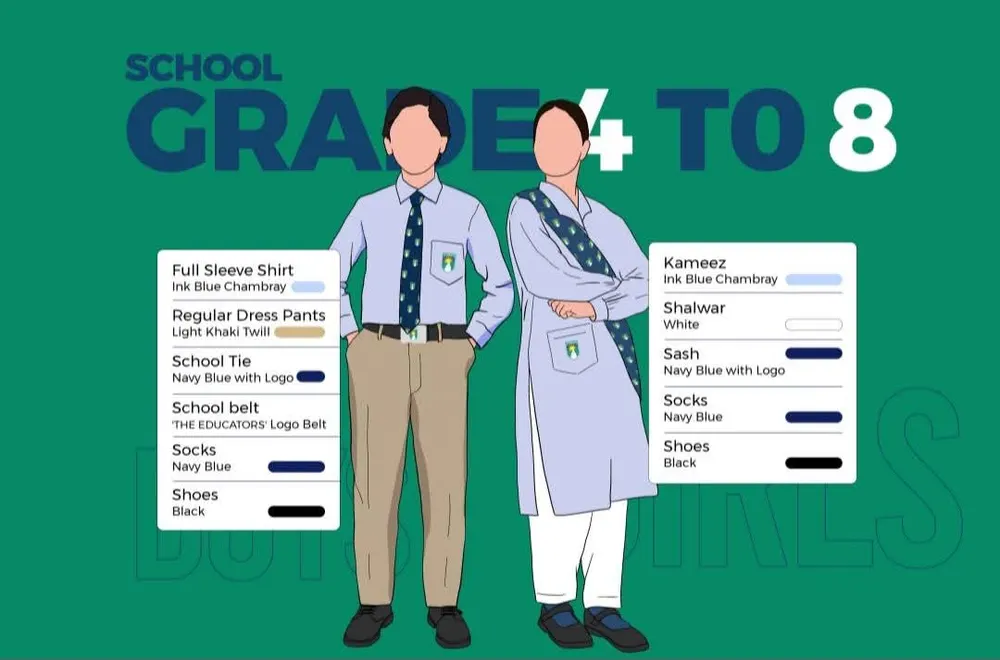 SCHOOL
GRADE 4 TO 8
Full Sleeve Shirt
Ink Blue Chambray
Regular Dress Pants
Light Khaki Twill
School Tie
Navy Blue with Logo
School belt
'THE EDUCATORS' Logo Belt
Socks
Navy Blue
Shoes
Black
BOYS
Kameez
Ink Blue Chambray
Shalwar
White
Sash
Navy Blue with Logo
Socks
Navy Blue
Shoes
Black
GIRLS